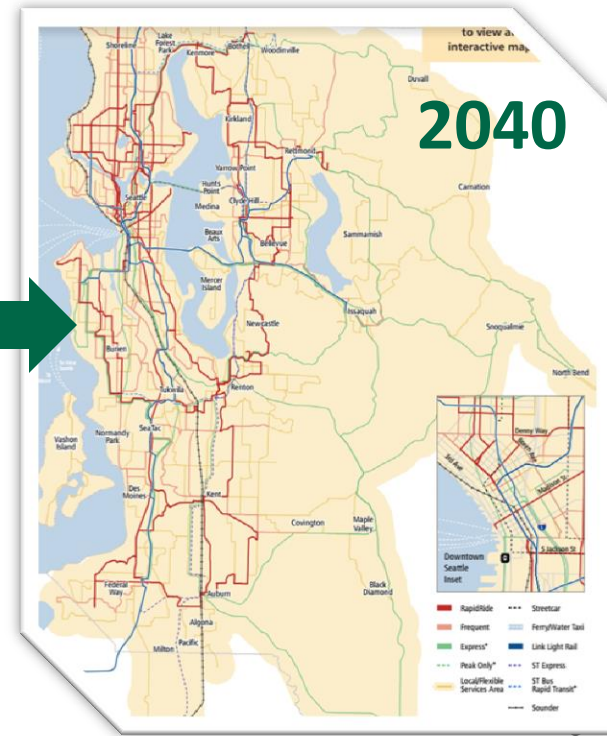 to view a
interactive map
2040
Lake
Forest
Park
Shoreline
Kenmore
Bothell
Woodinville
Duvall
Kirkland
Redmond
Yarrow Point
Hunts
Point
Clyde Hill
Carnation
Seattle
Medina
Beaux
Arts
Bellevue
Sammamish
Mercer
Island
Issaquah
Newcastle
Snoqualmie
Burien
North Bend
Tukwila
Renton
Vashon
Island
Normandy
Park
SeaTac
Des
Moines
Kent
Covington
Maple
Valley
Federal
Way
Auburn
Black
Diamond
Algona
Pacific
Milton
Denny Way
3rd Ave
Madison St
S Jackson St
Downtown
Seattle
Inset
RapidRide
Frequent
Express*
Peak Only*
Local/Flexible
Services Area
Streetcar
Ferry/Water Taxi
Link Light Rail
ST Express
ST Bus
Rapid Transit*
Sounder